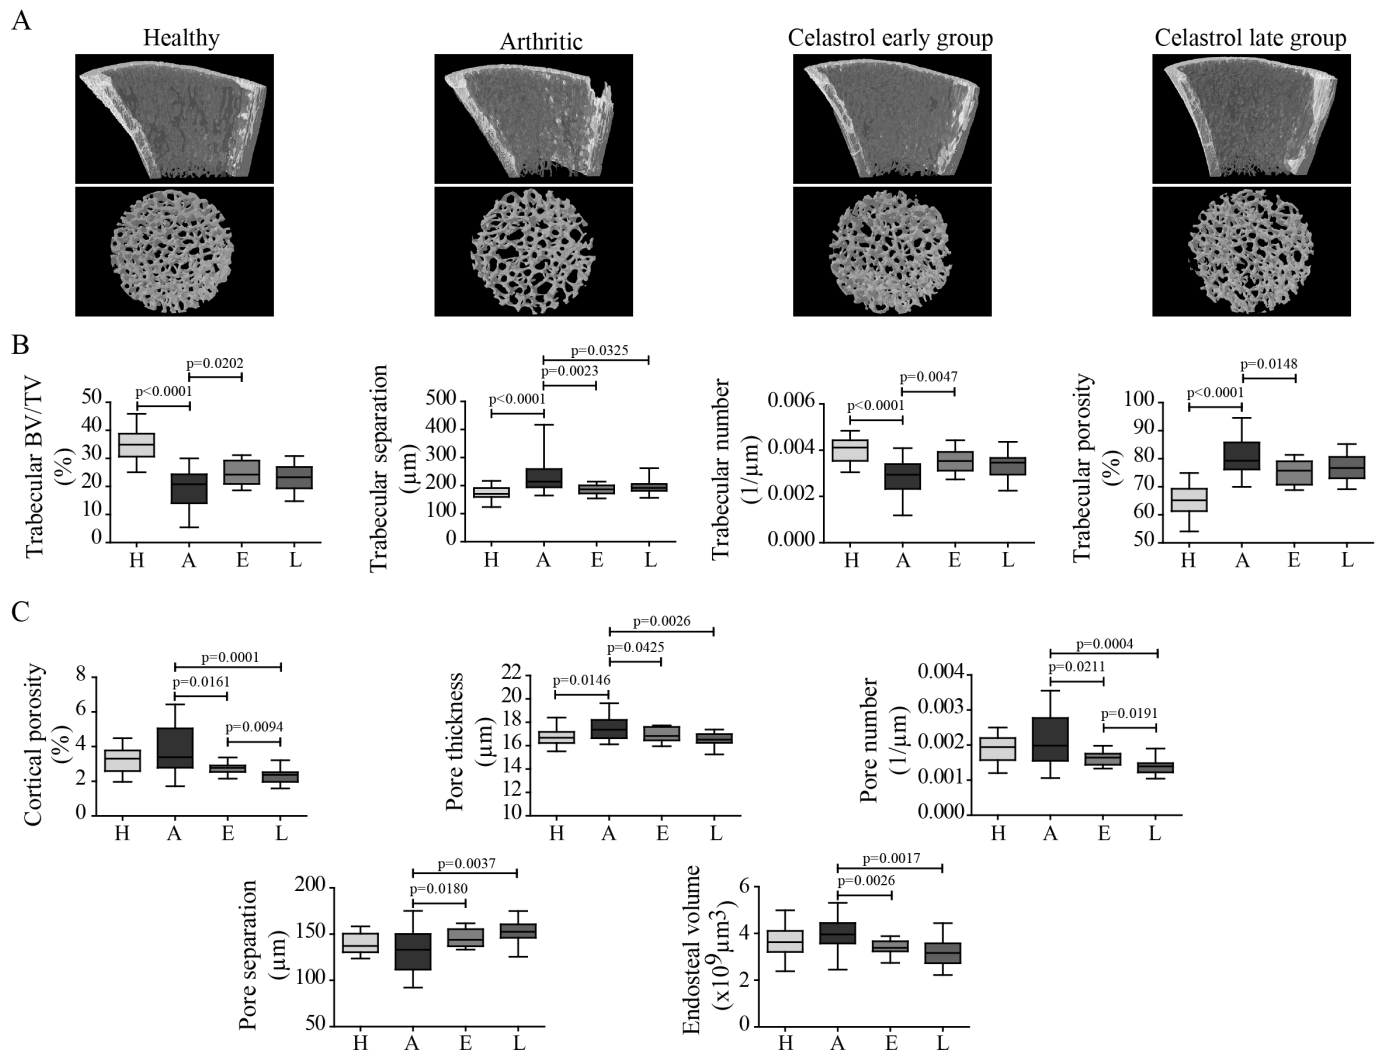 A
Healthy
Arthritic
Celastrol early group
Celastrol late group
B
Trabecular BV/TV
(%)
50
40
30
20
10
0
p<0.0001
p=0.0202
H A E L
Trabecular separation
(µm)
500
400
300
200
100
0
p<0.0001
p=0.0023
p=0.0325
H A E L
Trabecular number
(1/µm)
0.006
0.004
0.002
0.000
p<0.0001
p=0.0047
H A E L
Trabecular porosity
(%)
100
90
80
70
60
50
p<0.0001
p=0.0148
H A E L
C
Cortical porosity
(%)
8
6
4
2
0
p=0.0001
p=0.0161
p=0.0094
H A E L
Pore thickness
(µm)
22
20
18
16
14
12
10
p=0.0026
p=0.0425
p=0.0146
H A E L
Pore number
(1/µm)
0.004
0.003
0.002
0.001
0.000
p=0.0004
p=0.0211
p=0.0191
H A E L
Pore separation
(µm)
200
150
100
50
p=0.0037
p=0.0180
H A E L
Endosteal volume
(x10⁹µm³)
6
4
2
0
p=0.0017
p=0.0026
H A E L